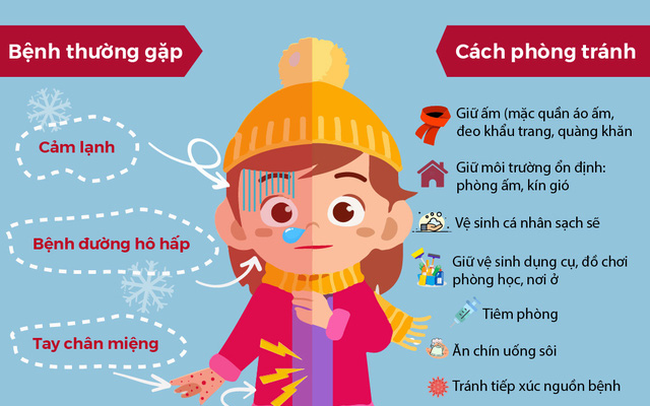 Bệnh thường gặp
Cảm lạnh
Bệnh đường hô hấp
Tay chân miệng
Cách phòng tránh
Giữ ấm (mặc quần áo ấm,
đeo khẩu trang, quàng khăn
Giữ môi trường ổn định:
phòng ấm, kín gió
Vệ sinh cá nhân sạch sẽ
Giữ vệ sinh dụng cụ, đồ chơi
phòng học, nơi ở
Tiêm phòng
Ăn chín uống sôi
Tránh tiếp xúc nguồn bệnh